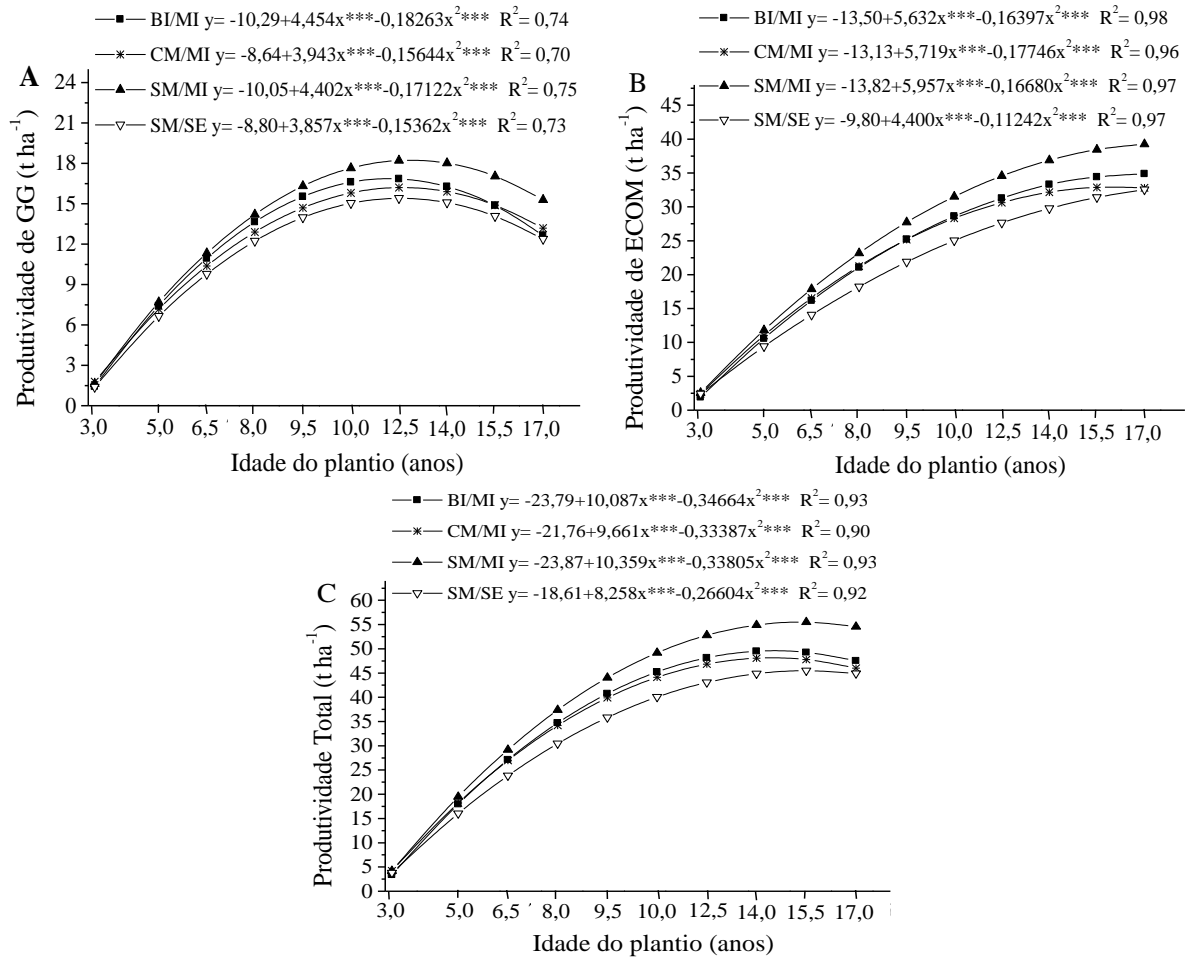 BI/MI y= -10,29+4,454x***-0,18263x²*** R²= 0,74
CM/MI y= -8,64+3,943x***-0,15644x²*** R²= 0,70
SM/MI y= -10,05+4,402x***-0,17122x²*** R²= 0,75
SM/SE y= -8,80+3,857x***-0,15362x²*** R²= 0,73
A
Produtividade de GG (t ha⁻¹)
24
21
18
15
12
9
6
3
0
3,0 5,0 6,5 8,0 9,5 10,0 12,5 14,0 15,5 17,0
Idade do plantio (anos)
BI/MI y= -13,50+5,632x***-0,16397x²*** R²= 0,98
CM/MI y= -13,13+5,719x***-0,17746x²*** R²= 0,96
SM/MI y= -13,82+5,957x***-0,16680x²*** R²= 0,97
SM/SE y= -9,80+4,400x***-0,11242x²*** R²= 0,97
B
Produtividade de ECOM (t ha⁻¹)
45
40
35
30
25
20
15
10
5
0
3,0 5,0 6,5 8,0 9,5 10,0 12,5 14,0 15,5 17,0
Idade do plantio (anos)
BI/MI y= -23,79+10,087x***-0,34664x²*** R²= 0,93
CM/MI y= -21,76+9,661x***-0,33387x²*** R²= 0,90
SM/MI y= -23,87+10,359x***-0,33805x²*** R²= 0,93
SM/SE y= -18,61+8,258x***-0,26604x²*** R²= 0,92
C
Produtividade Total (t ha⁻¹)
60
55
50
45
40
35
30
25
20
15
10
5
0
3,0 5,0 6,5 8,0 9,5 10,0 12,5 14,0 15,5 17,0
Idade do plantio (anos)